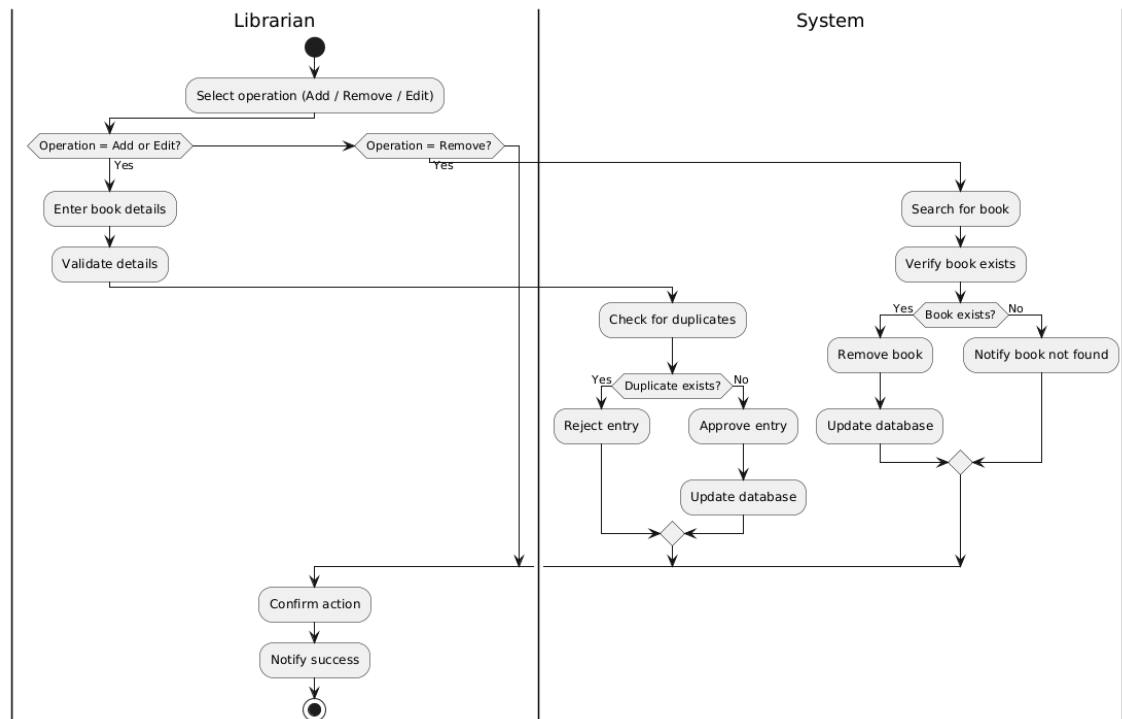 Librarian
System
Select operation (Add / Remove / Edit)
Operation = Add or Edit?
Operation = Remove?
Yes
Yes
Enter book details
Search for book
Validate details
Verify book exists
Check for duplicates
Yes
Book exists?
No
Remove book
Notify book not found
Yes
Duplicate exists?
No
Reject entry
Approve entry
Update database
Update database
Confirm action
Notify success